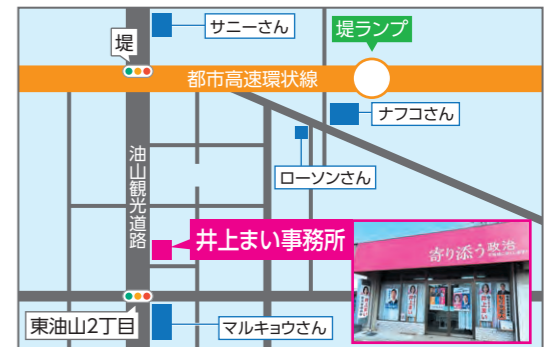 サニーさん
堤ランプ
堤
都市高速環状線
ナフコさん
ローソンさん
油山観光道路
井上まい事務所
寄り添う政治
東油山2丁目
マルキョウさん